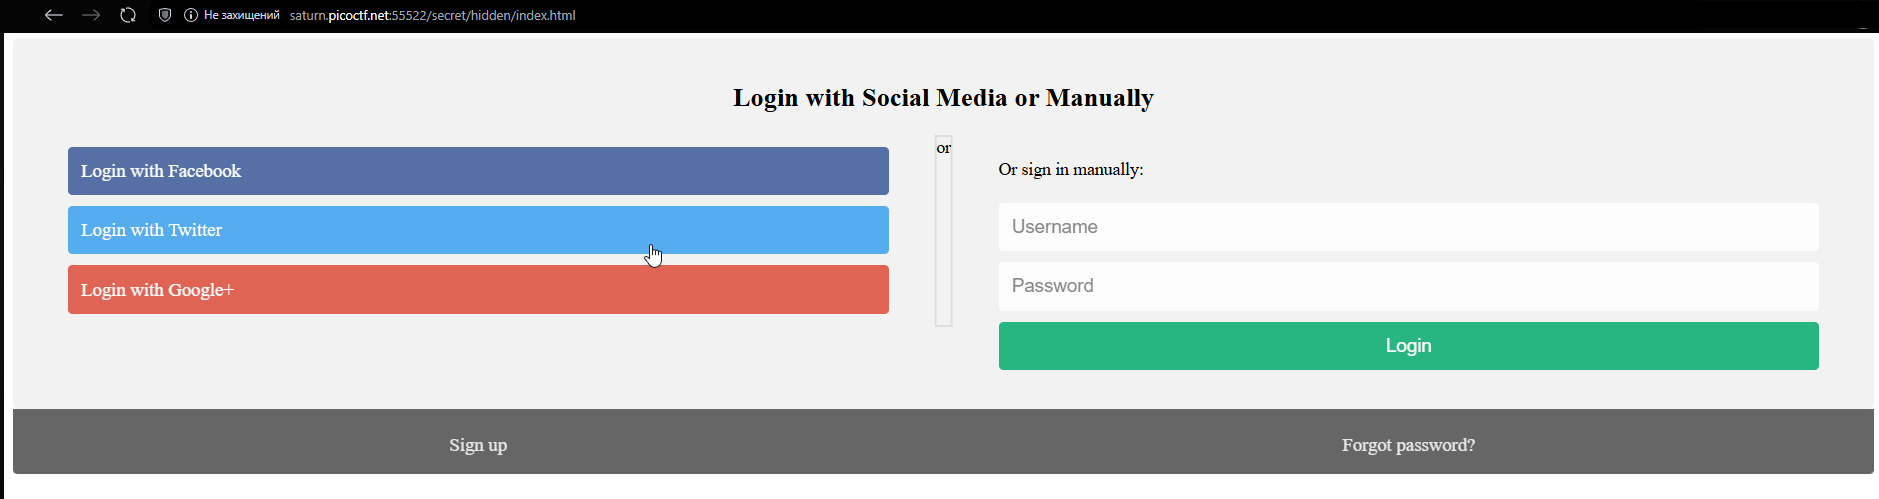 Не захищений saturn.picoctf.net:55522/secret/hidden/index.html
Login with Social Media or Manually
Login with Facebook
Login with Twitter
Login with Google+
or
Or sign in manually:
Username
Password
Login
Sign up
Forgot password?